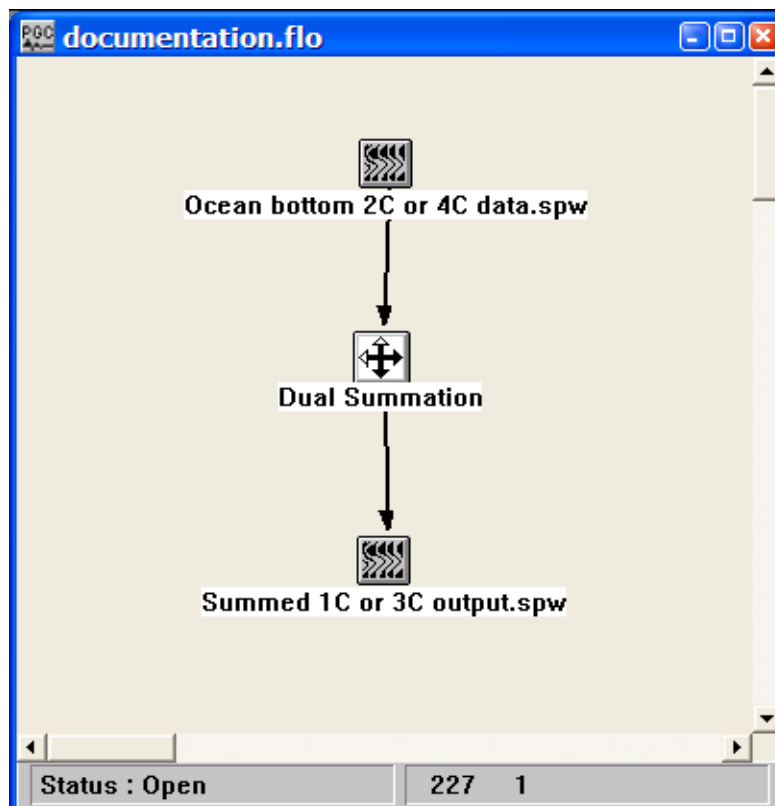 PGC documentation.flo
Ocean bottom 2C or 4C data.spw
Dual Summation
Summed 1C or 3C output.spw
Status : Open 227 1